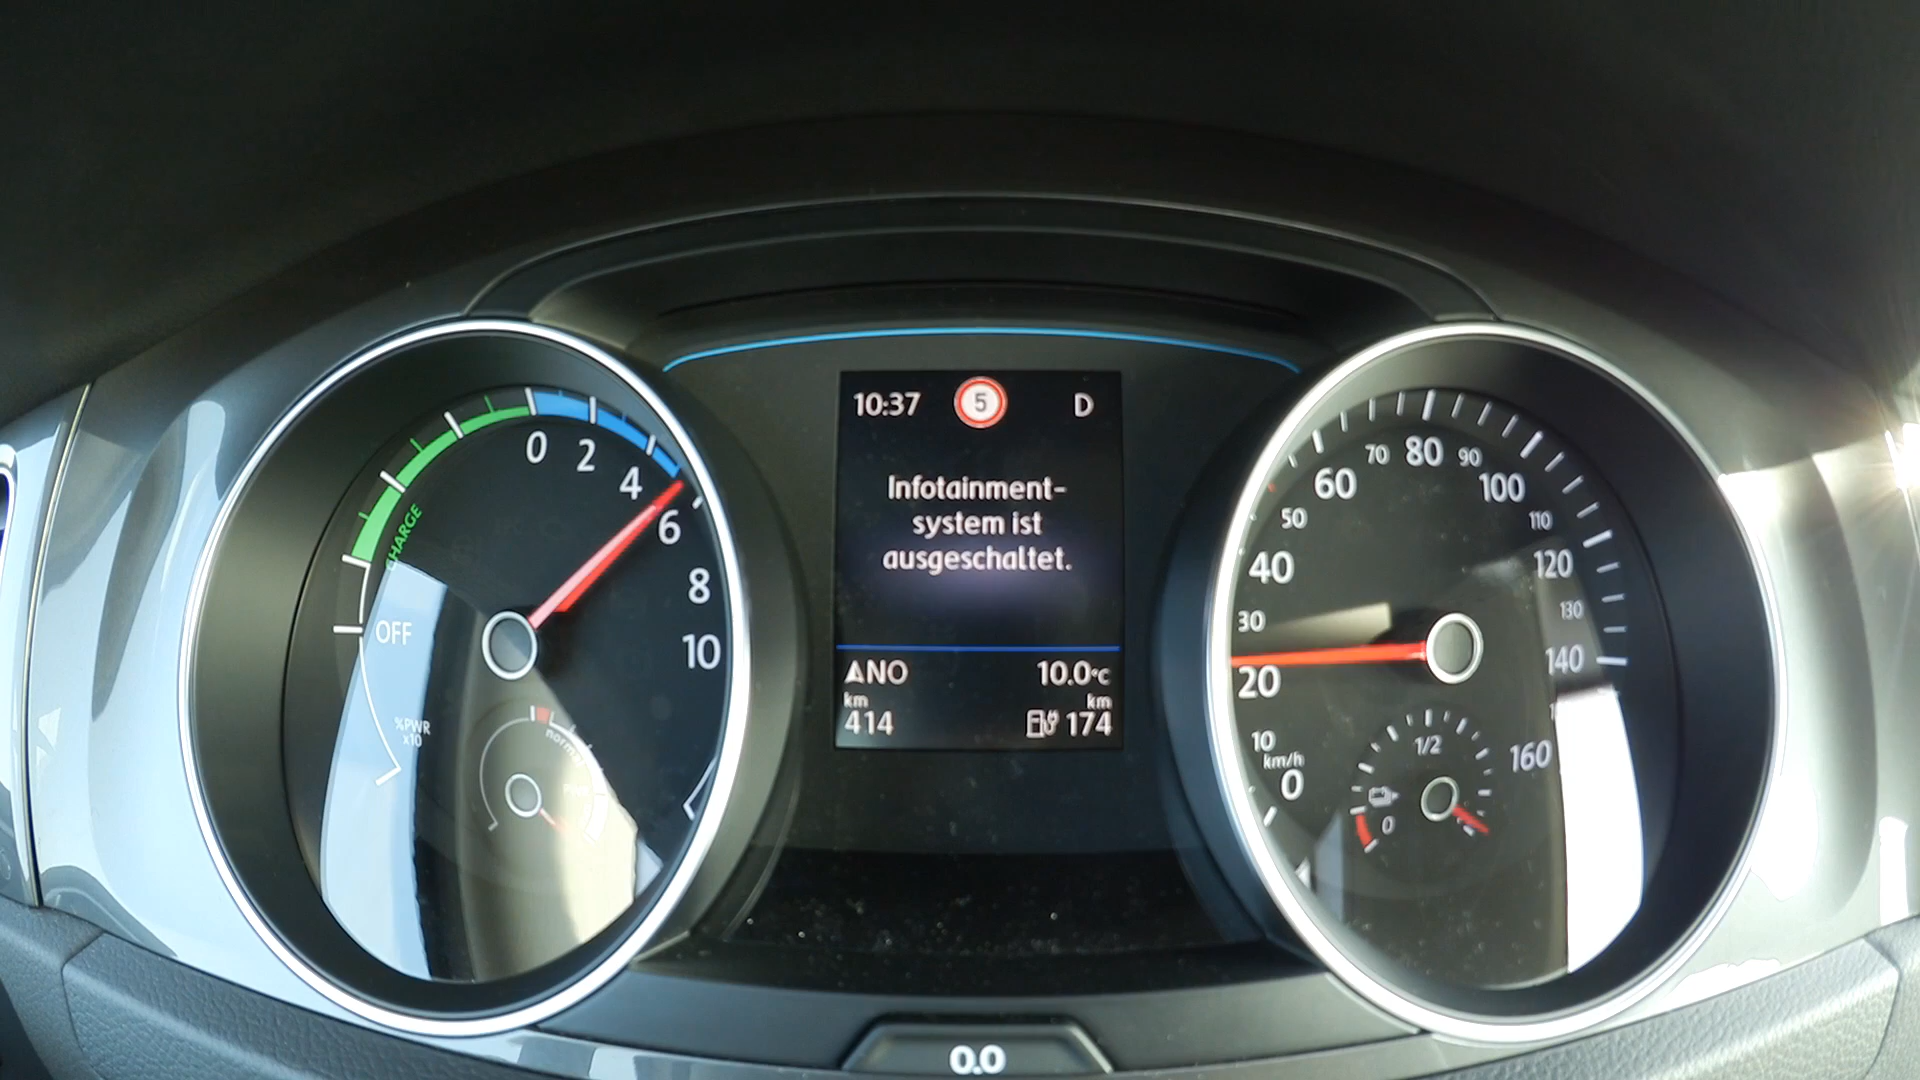 0
2
4
6
8
10
CHARGE
OFF
%PWR
x10
10:37 5 D
Infotainment-
system ist
ausgeschaltet.
ANO 10.0°C
km km
414 174
0.0
0
km/h
10
20
30
40
50
60
70
80
90
100
110
120
130
140
160
1/2
0